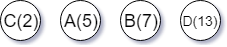 C(2) A(5) B(7) D(13)